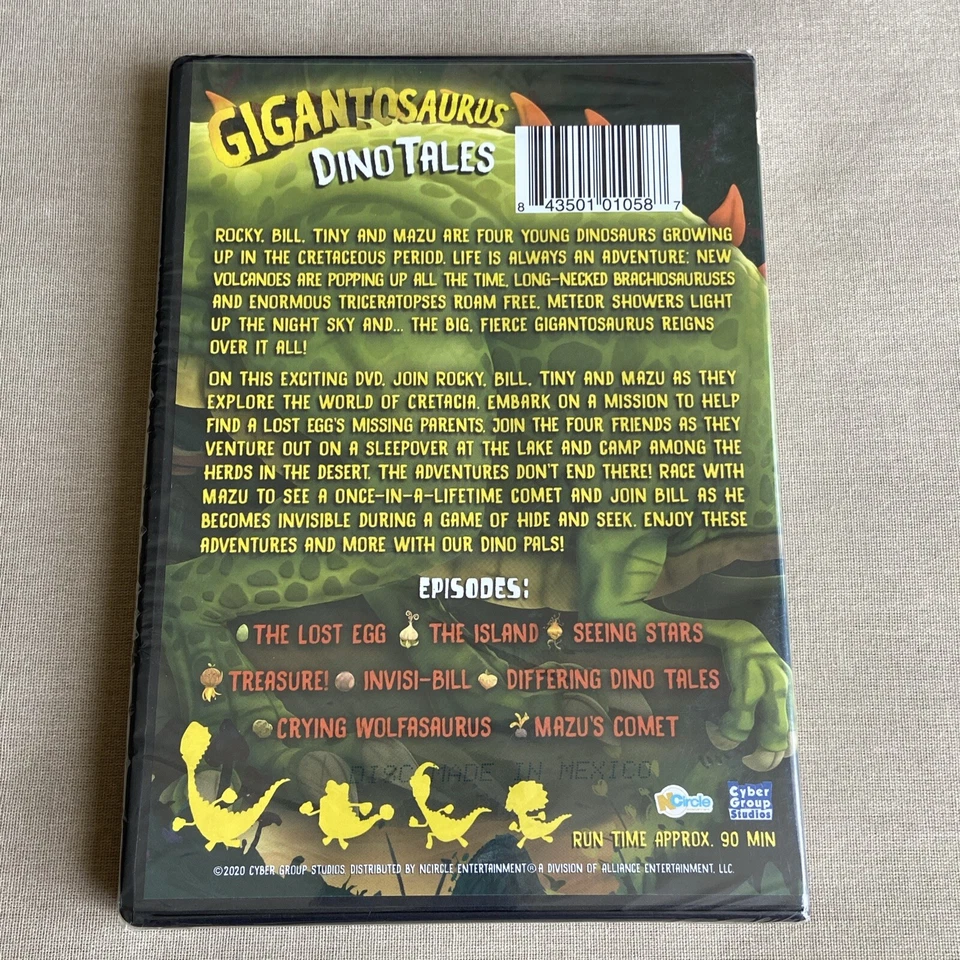 GIGANTOSAURUS
DINO TALES
8 43501 01058 7
ROCKY, BILL, TINY AND MAZU ARE FOUR YOUNG DINOSAURS GROWING
UP IN THE CRETACEOUS PERIOD. LIFE IS ALWAYS AN ADVENTURE: NEW
VOLCANOES ARE POPPING UP ALL THE TIME, LONG-NECKED BRACHIOSAURUSES
AND ENORMOUS TRICERATOPSES ROAM FREE, METEOR SHOWERS LIGHT
UP THE NIGHT SKY AND... THE BIG, FIERCE GIGANTOSAURUS REIGNS
OVER IT ALL!
ON THIS EXCITING DVD, JOIN ROCKY, BILL, TINY AND MAZU AS THEY
EXPLORE THE WORLD OF CRETACIA. EMBARK ON A MISSION TO HELP
FIND A LOST EGG'S MISSING PARENTS, JOIN THE FOUR FRIENDS AS THEY
VENTURE OUT ON A SLEEPOVER AT THE LAKE AND CAMP AMONG THE
HERDS IN THE DESERT. THE ADVENTURES DON'T END THERE! RACE WITH
MAZU TO SEE A ONCE-IN-A-LIFETIME COMET AND JOIN BILL AS HE
BECOMES INVISIBLE DURING A GAME OF HIDE AND SEEK. ENJOY THESE
ADVENTURES AND MORE WITH OUR DINO PALS!
EPISODES:
THE LOST EGG THE ISLAND SEEING STARS
TREASURE! INVISI-BILL DIFFERING DINO TALES
CRYING WOLFASAURUS MAZU'S COMET
DISC MADE IN MEXICO
NCircle
Cyber
Group
Studios
RUN TIME APPROX. 90 MIN
©2020 CYBER GROUP STUDIOS. DISTRIBUTED BY NCIRCLE ENTERTAINMENT® A DIVISION OF ALLIANCE ENTERTAINMENT, LLC.